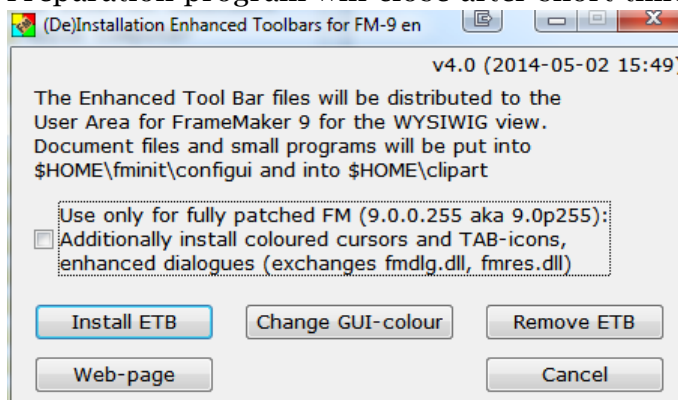 (De)Installation Enhanced Toolbars for FM-9 en
v4.0 (2014-05-02 15:49)
The Enhanced Tool Bar files will be distributed to the
User Area for FrameMaker 9 for the WYSIWIG view.
Document files and small programs will be put into
$HOME\fminit\configui and into $HOME\clipart
Use only for fully patched FM (9.0.0.255 aka 9.0p255):
Additionally install coloured cursors and TAB-icons,
enhanced dialogues (exchanges fmdlg.dll, fmres.dll)
Install ETB
Change GUI-colour
Remove ETB
Web-page
Cancel